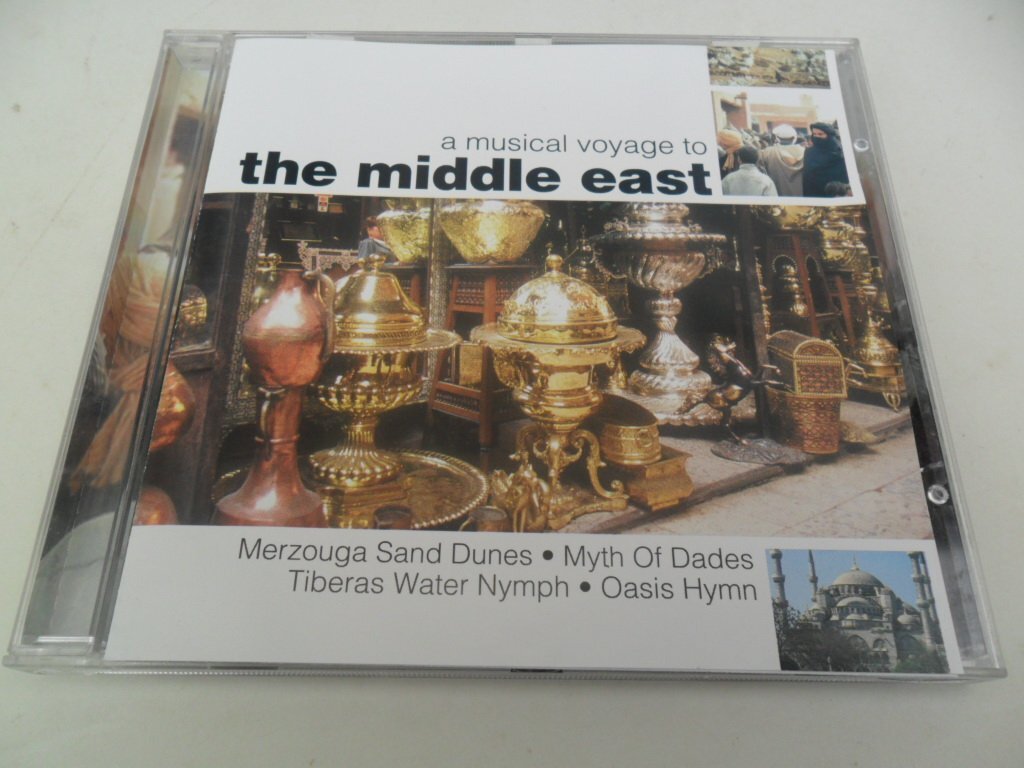 a musical voyage to
the middle east
Merzouga Sand Dunes • Myth Of Dades
Tiberas Water Nymph • Oasis Hymn